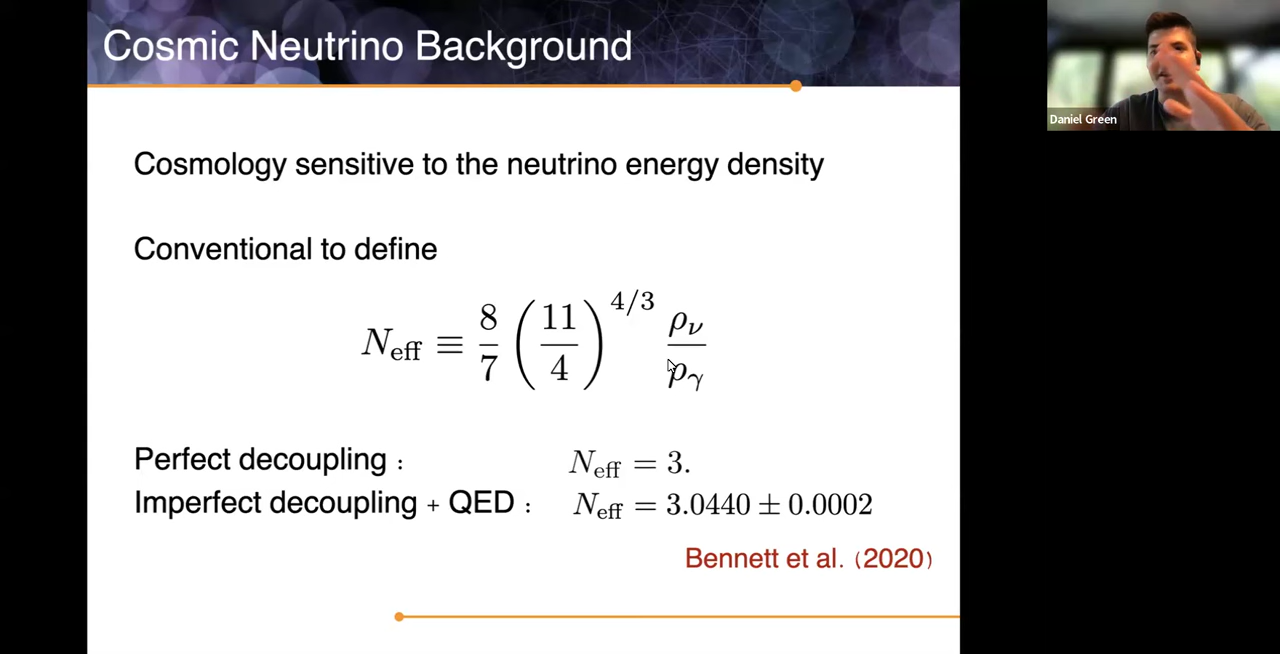 Cosmic Neutrino Background
Daniel Green
Cosmology sensitive to the neutrino energy density
Conventional to define
N_eff ≡ 8/7 (11/4)^{4/3} ρ_ν/ρ_γ
Perfect decoupling : N_eff = 3.
Imperfect decoupling + QED : N_eff = 3.0440 ± 0.0002
Bennett et al. (2020)